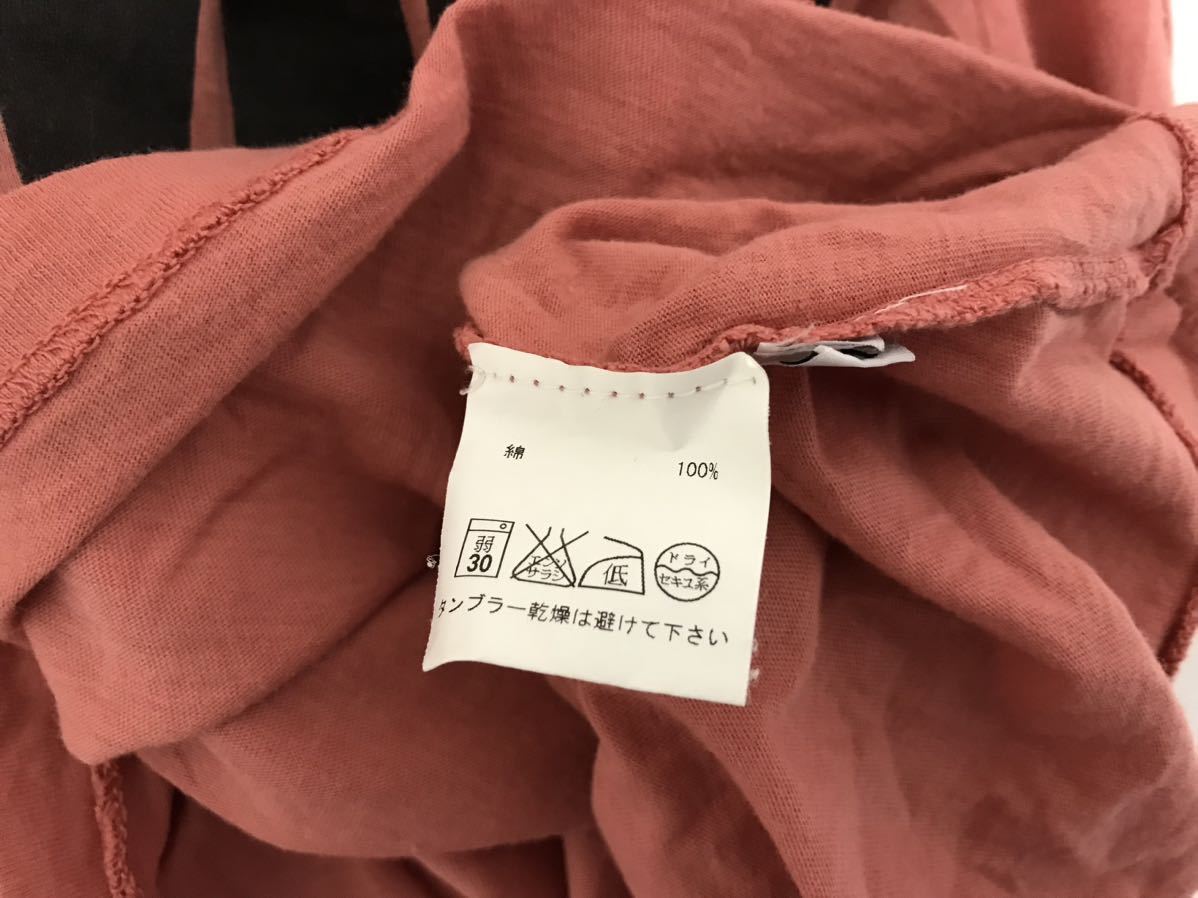 綿 100%
弱 30 エンソサラシ 低 ドライ セキユ系
タンブラー乾燥は避けて下さい